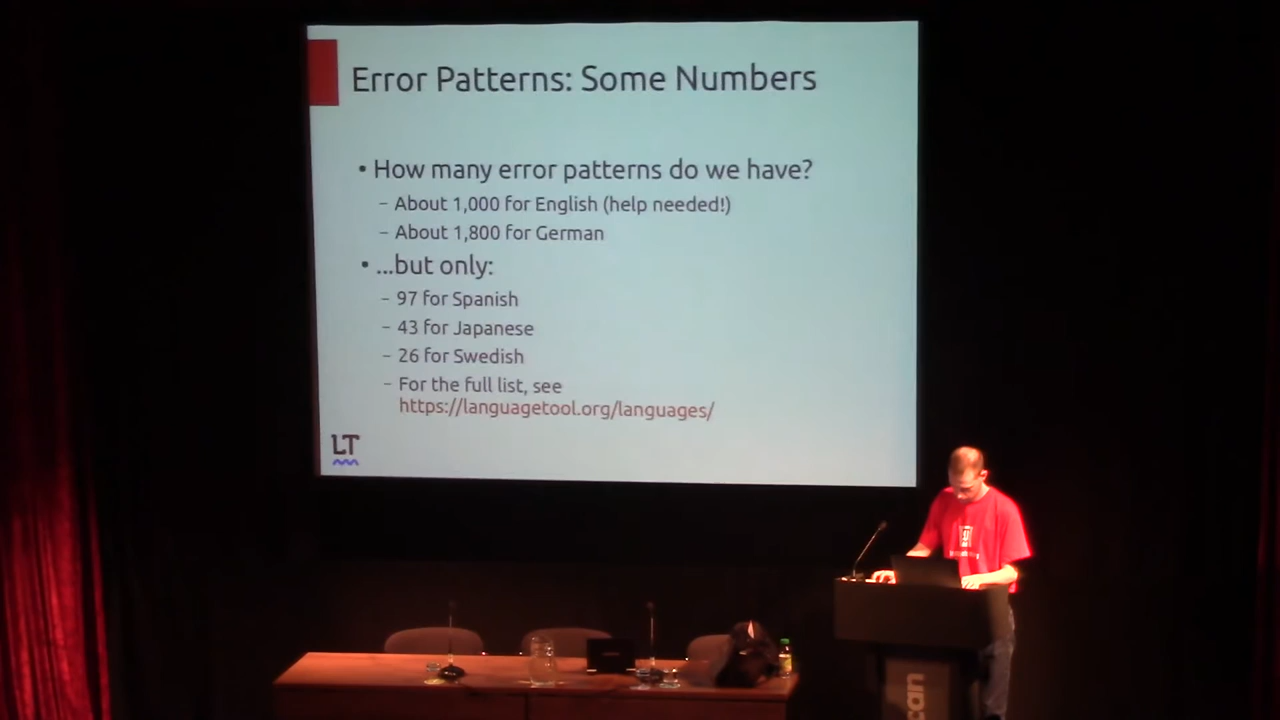 Error Patterns: Some Numbers
• How many error patterns do we have?
– About 1,000 for English (help needed!)
– About 1,800 for German
• ...but only:
– 97 for Spanish
– 43 for Japanese
– 26 for Swedish
– For the full list, see
https://languagetool.org/languages/
LT
can